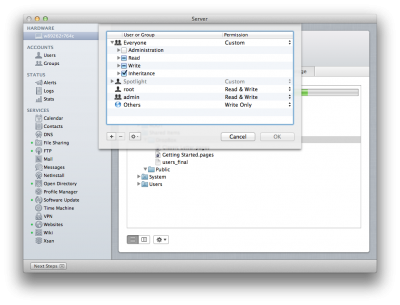 Server
HARDWARE
ACCOUNTS
Users
Groups
STATUS
Alerts
Logs
Stats
SERVICES
Calendar
Contacts
DNS
File Sharing
FTP
Mail
Messages
NetInstall
Open Directory
Profile Manager
Software Update
Time Machine
VPN
Websites
Wiki
Xsan
Next Steps
User or Group Permission
Everyone Custom
Administration
Read
Write
Inheritance
Spotlight Custom
root Read & Write
admin Read & Write
Others Write Only
Cancel OK
Getting Started.pages
users_final
Public
System
Users